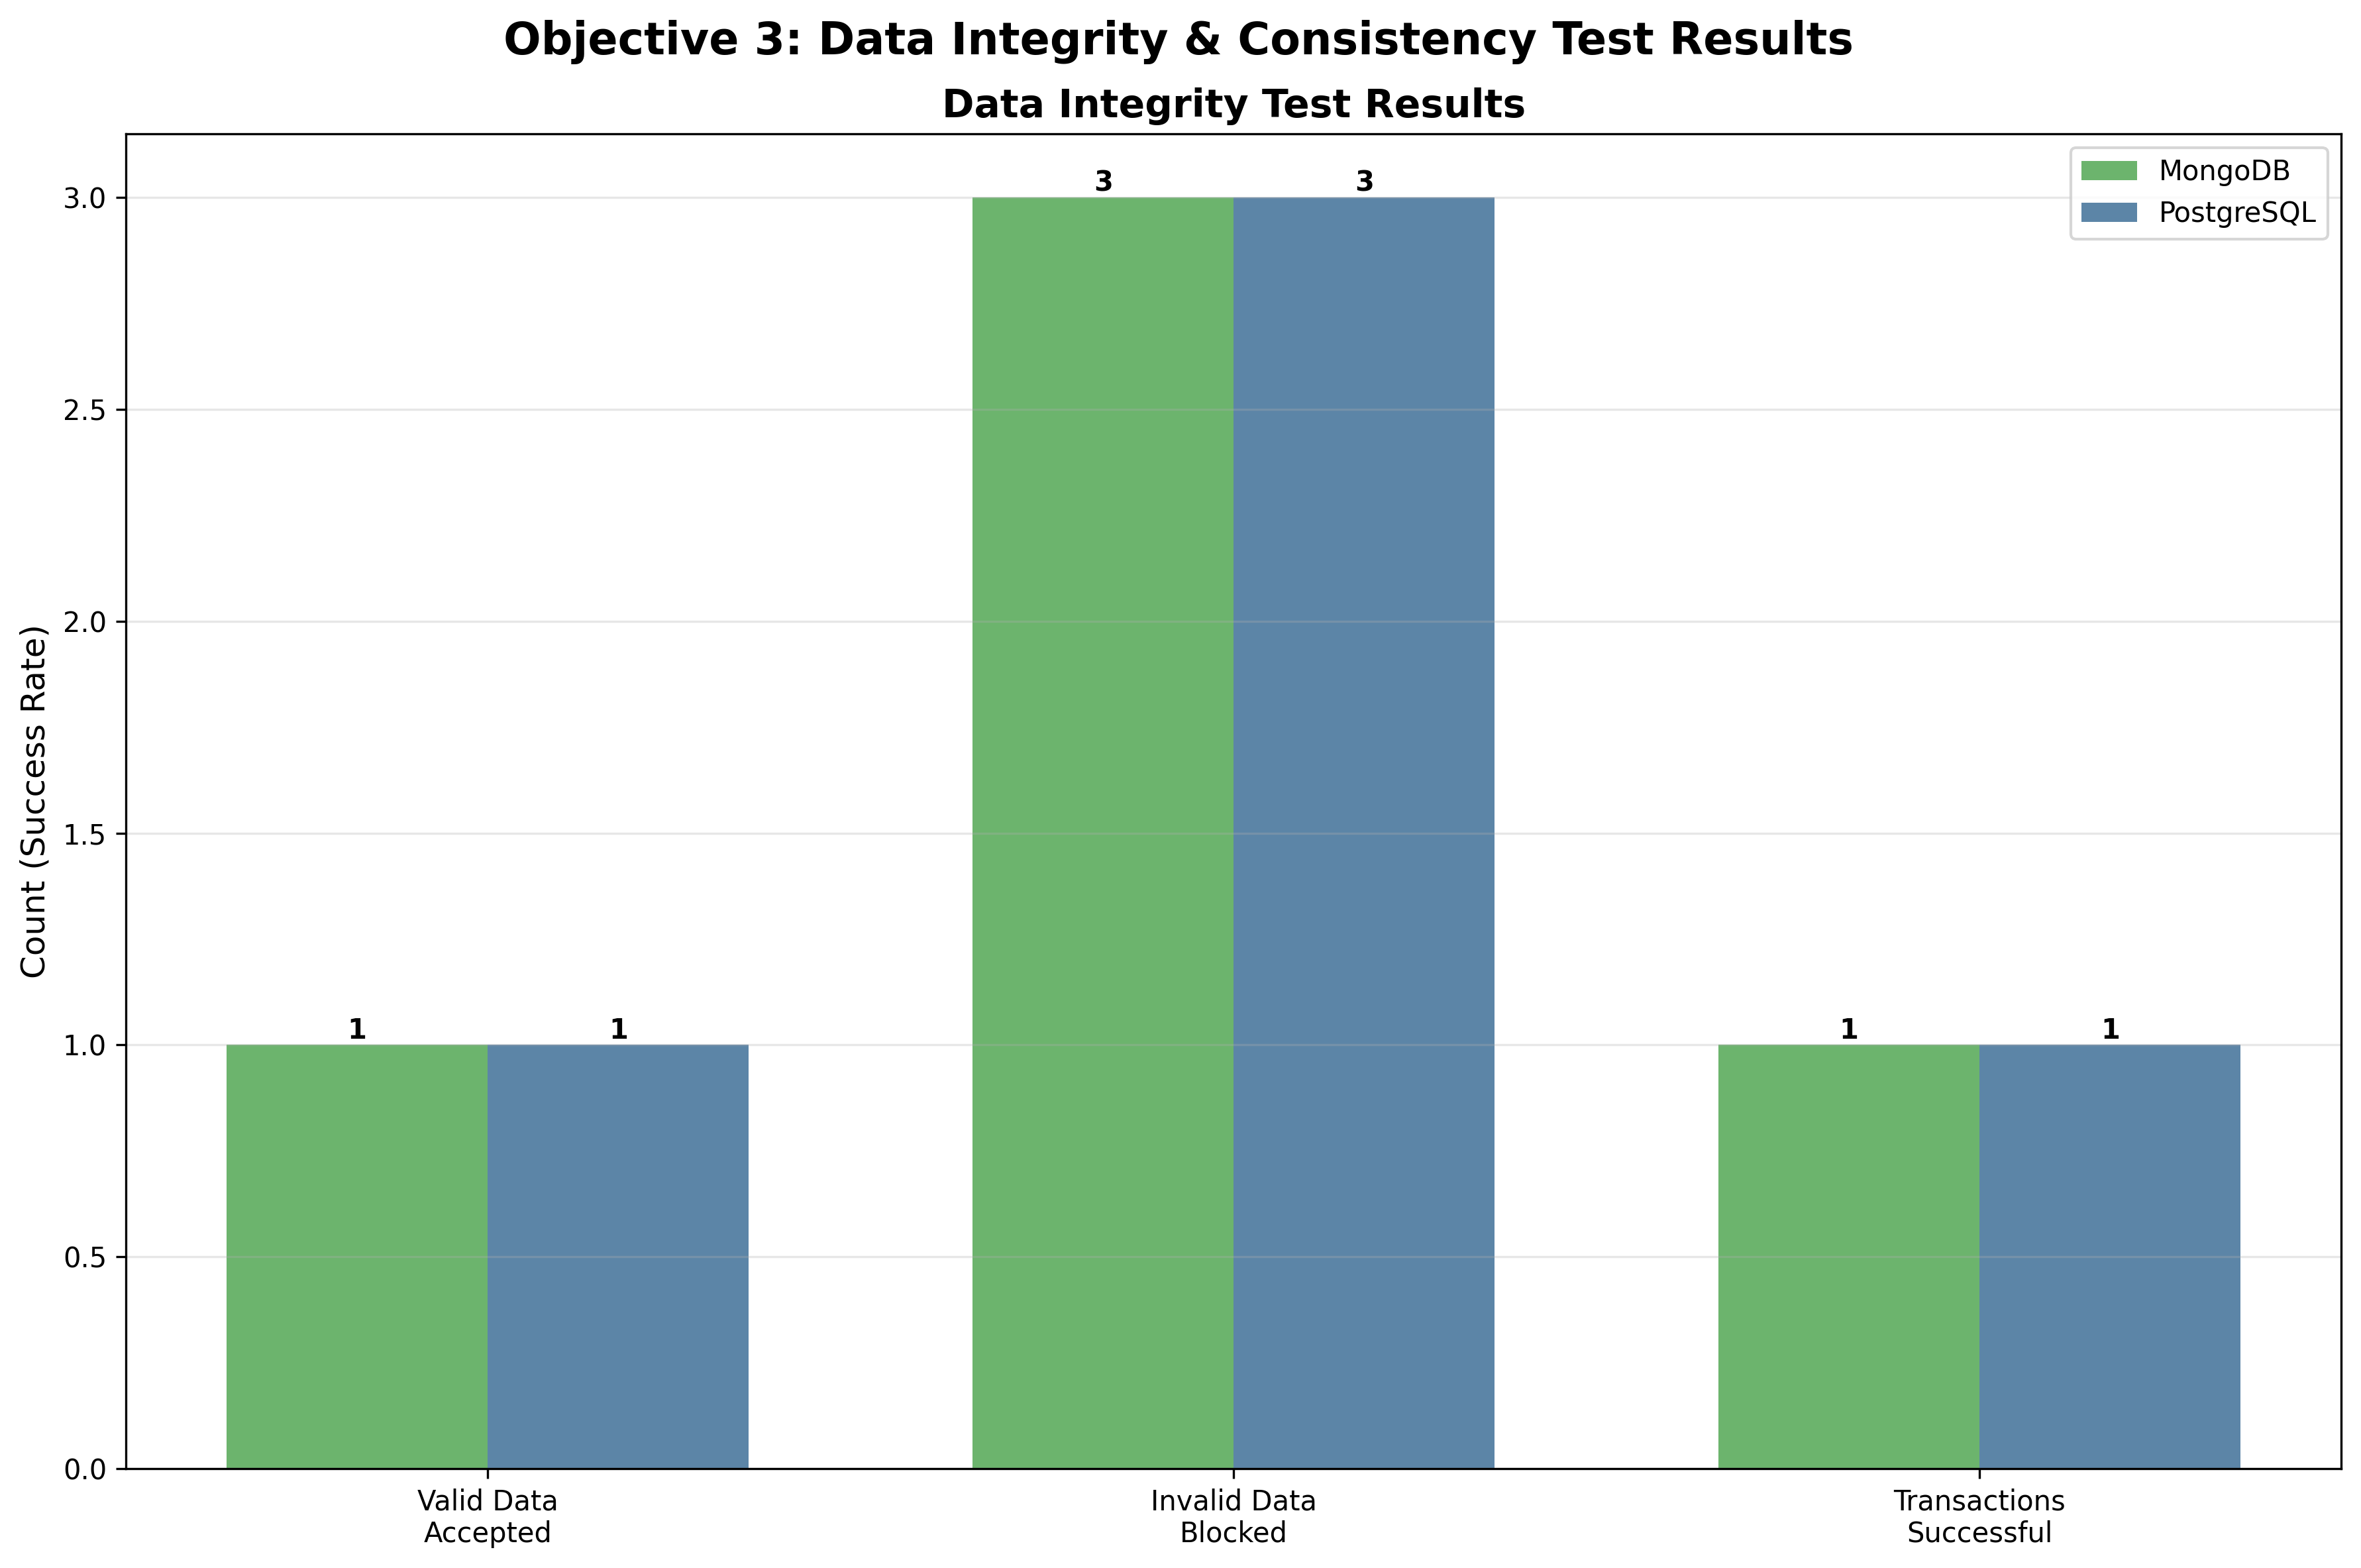 Objective 3: Data Integrity & Consistency Test Results
Data Integrity Test Results
MongoDB
PostgreSQL
Count (Success Rate)
3.0
2.5
2.0
1.5
1.0
0.5
0.0
1
1
3
3
1
1
Valid Data
Accepted
Invalid Data
Blocked
Transactions
Successful